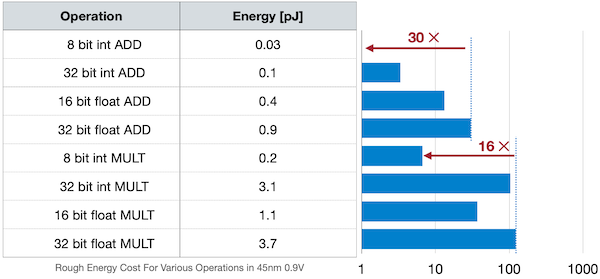 Operation Energy [pJ]
8 bit int ADD 0.03 30 ×
32 bit int ADD 0.1
16 bit float ADD 0.4
32 bit float ADD 0.9
8 bit int MULT 0.2 16 ×
32 bit int MULT 3.1
16 bit float MULT 1.1
32 bit float MULT 3.7
Rough Energy Cost For Various Operations in 45nm 0.9V 1 10 100 1000